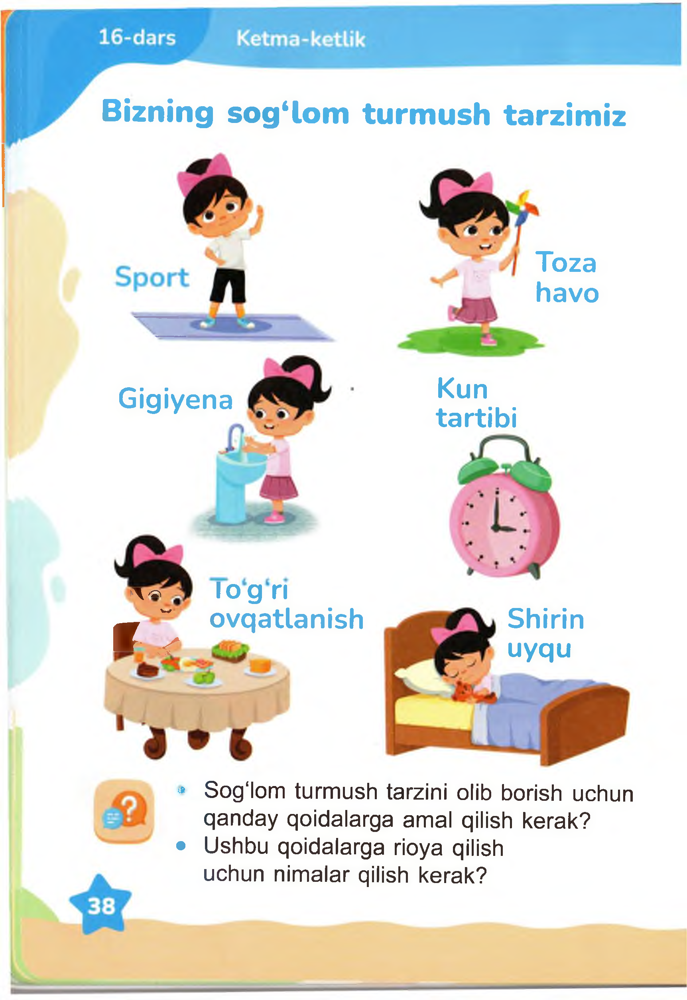 16-dars
Ketma-ketlik
Bizning sog‘lom turmush tarzimiz
Sport
Toza
havo
Gigiyena
Kun
tartibi
To‘g‘ri
ovqatlanish
Shirin
uyqu
? 
• Sog‘lom turmush tarzini olib borish uchun
qanday qoidalarga amal qilish kerak?
• Ushbu qoidalarga rioya qilish
uchun nimalar qilish kerak?
38